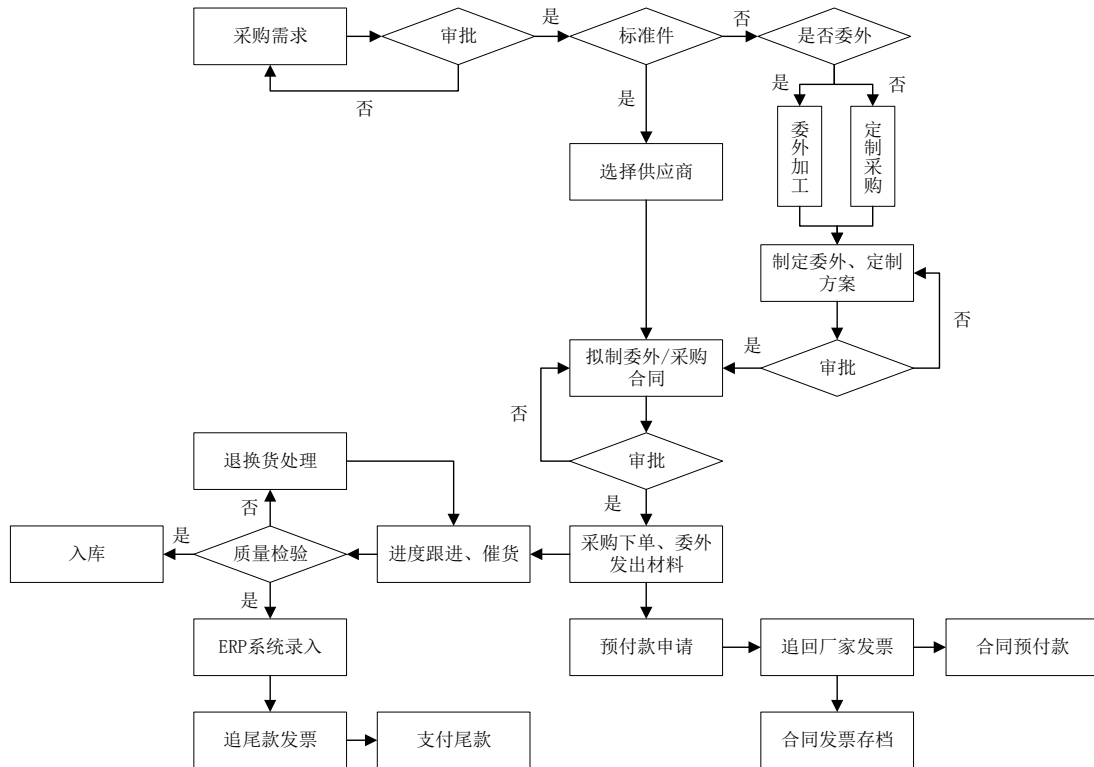 采购需求
审批
是
标准件
否
是否委外
否
是
是
否
委外加工
定制采购
选择供应商
制定委外、定制
方案
否
是
审批
拟制委外/采购
合同
否
审批
是
退换货处理
否
入库
是
质量检验
进度跟进、催货
采购下单、委外
发出材料
是
ERP系统录入
预付款申请
追回厂家发票
合同预付款
追尾款发票
支付尾款
合同发票存档